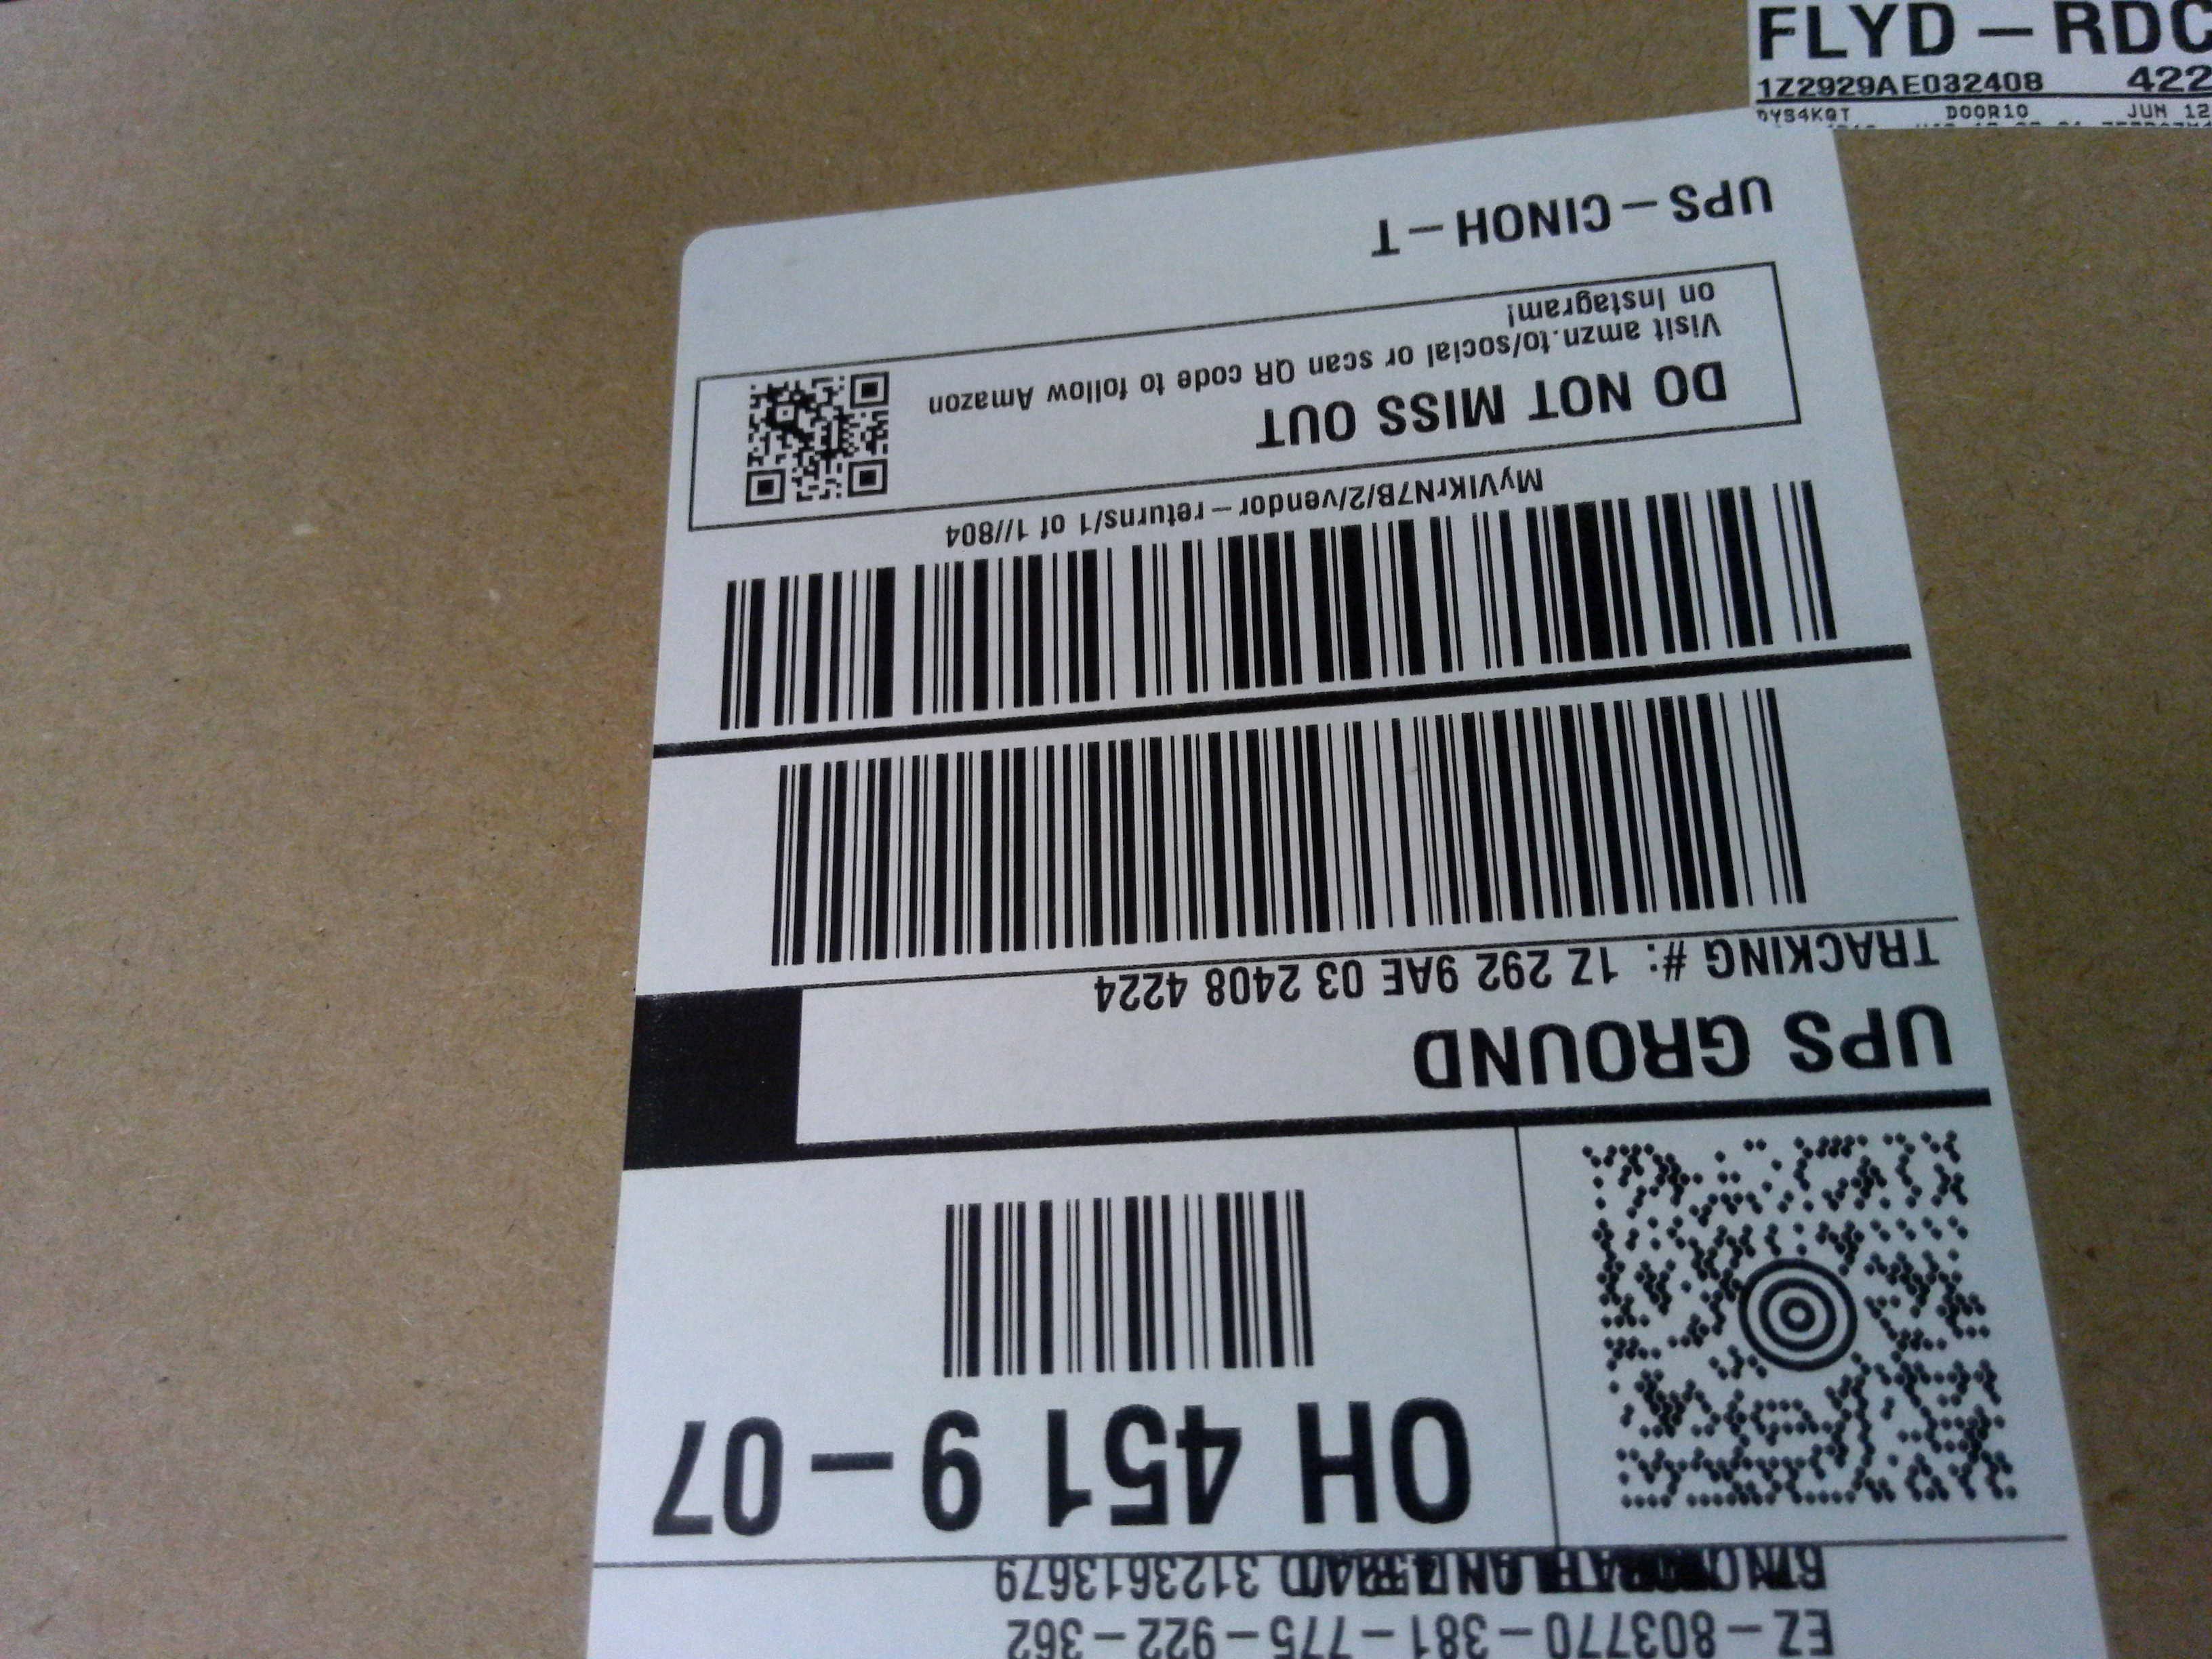 FLYD – RDC
1Z2929AE032408 422
DYS4KQT DOOR10 JUN 12
EZ – 803770 – 381 – 775 – 922 – 362
3123613679
OH 451 9 – 07
UPS GROUND
TRACKING #: 1Z 292 9AE 03 2408 4224
MyVIKrN7B/2/vendor – returns/1 of 1//804
DO NOT MISS OUT
Visit amzn.to/social or scan QR code to follow Amazon
on Instagram!
UPS – CINOH – T